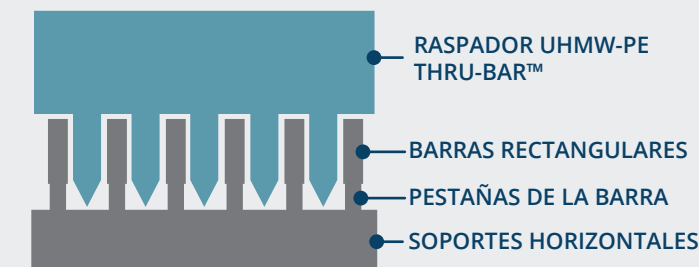 RASPADOR UHMW-PE
THRU-BAR™
BARRAS RECTANGULARES
PESTAÑAS DE LA BARRA
SOPORTES HORIZONTALES